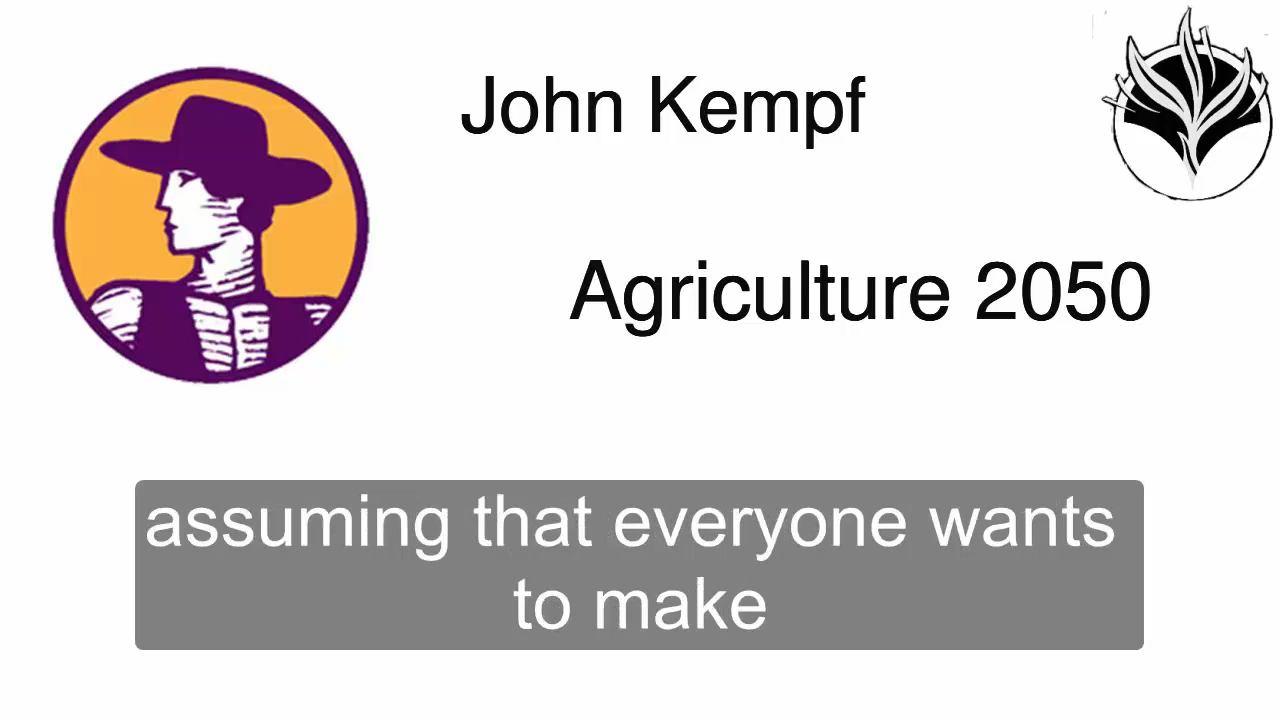 John Kempf
Agriculture 2050
assuming that everyone wants
to make